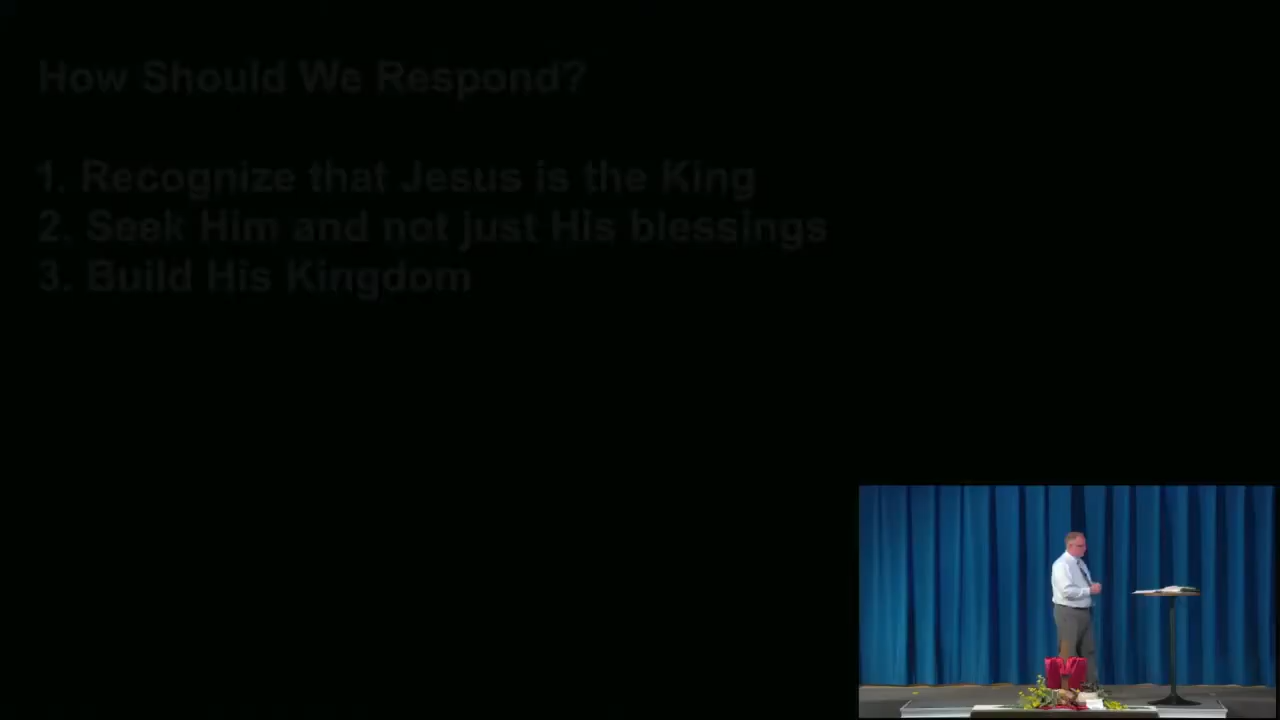 How Should We Respond?
1. Recognize that Jesus is the King
2. Seek Him and not just His blessings
3. Build His Kingdom